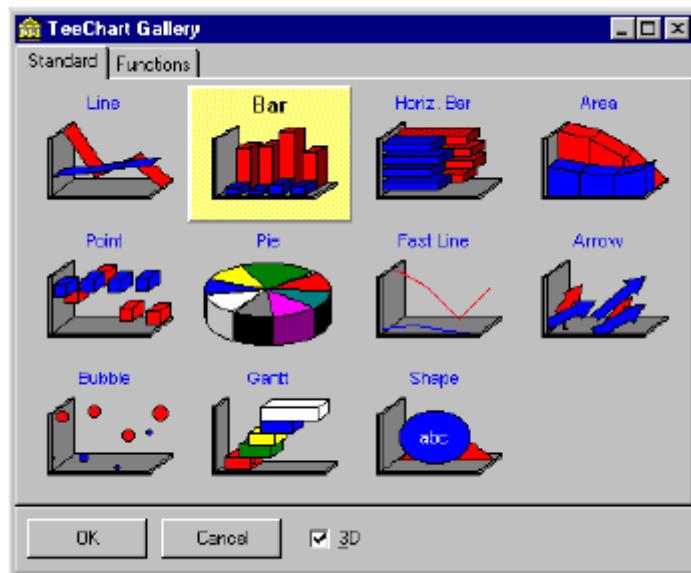 TeeChart Gallery
Standard Functions
Line Bar Horiz. Bar Area
Point Pie Fast Line Arrow
Bubble Gantt Shape
abc
OK Cancel 3D